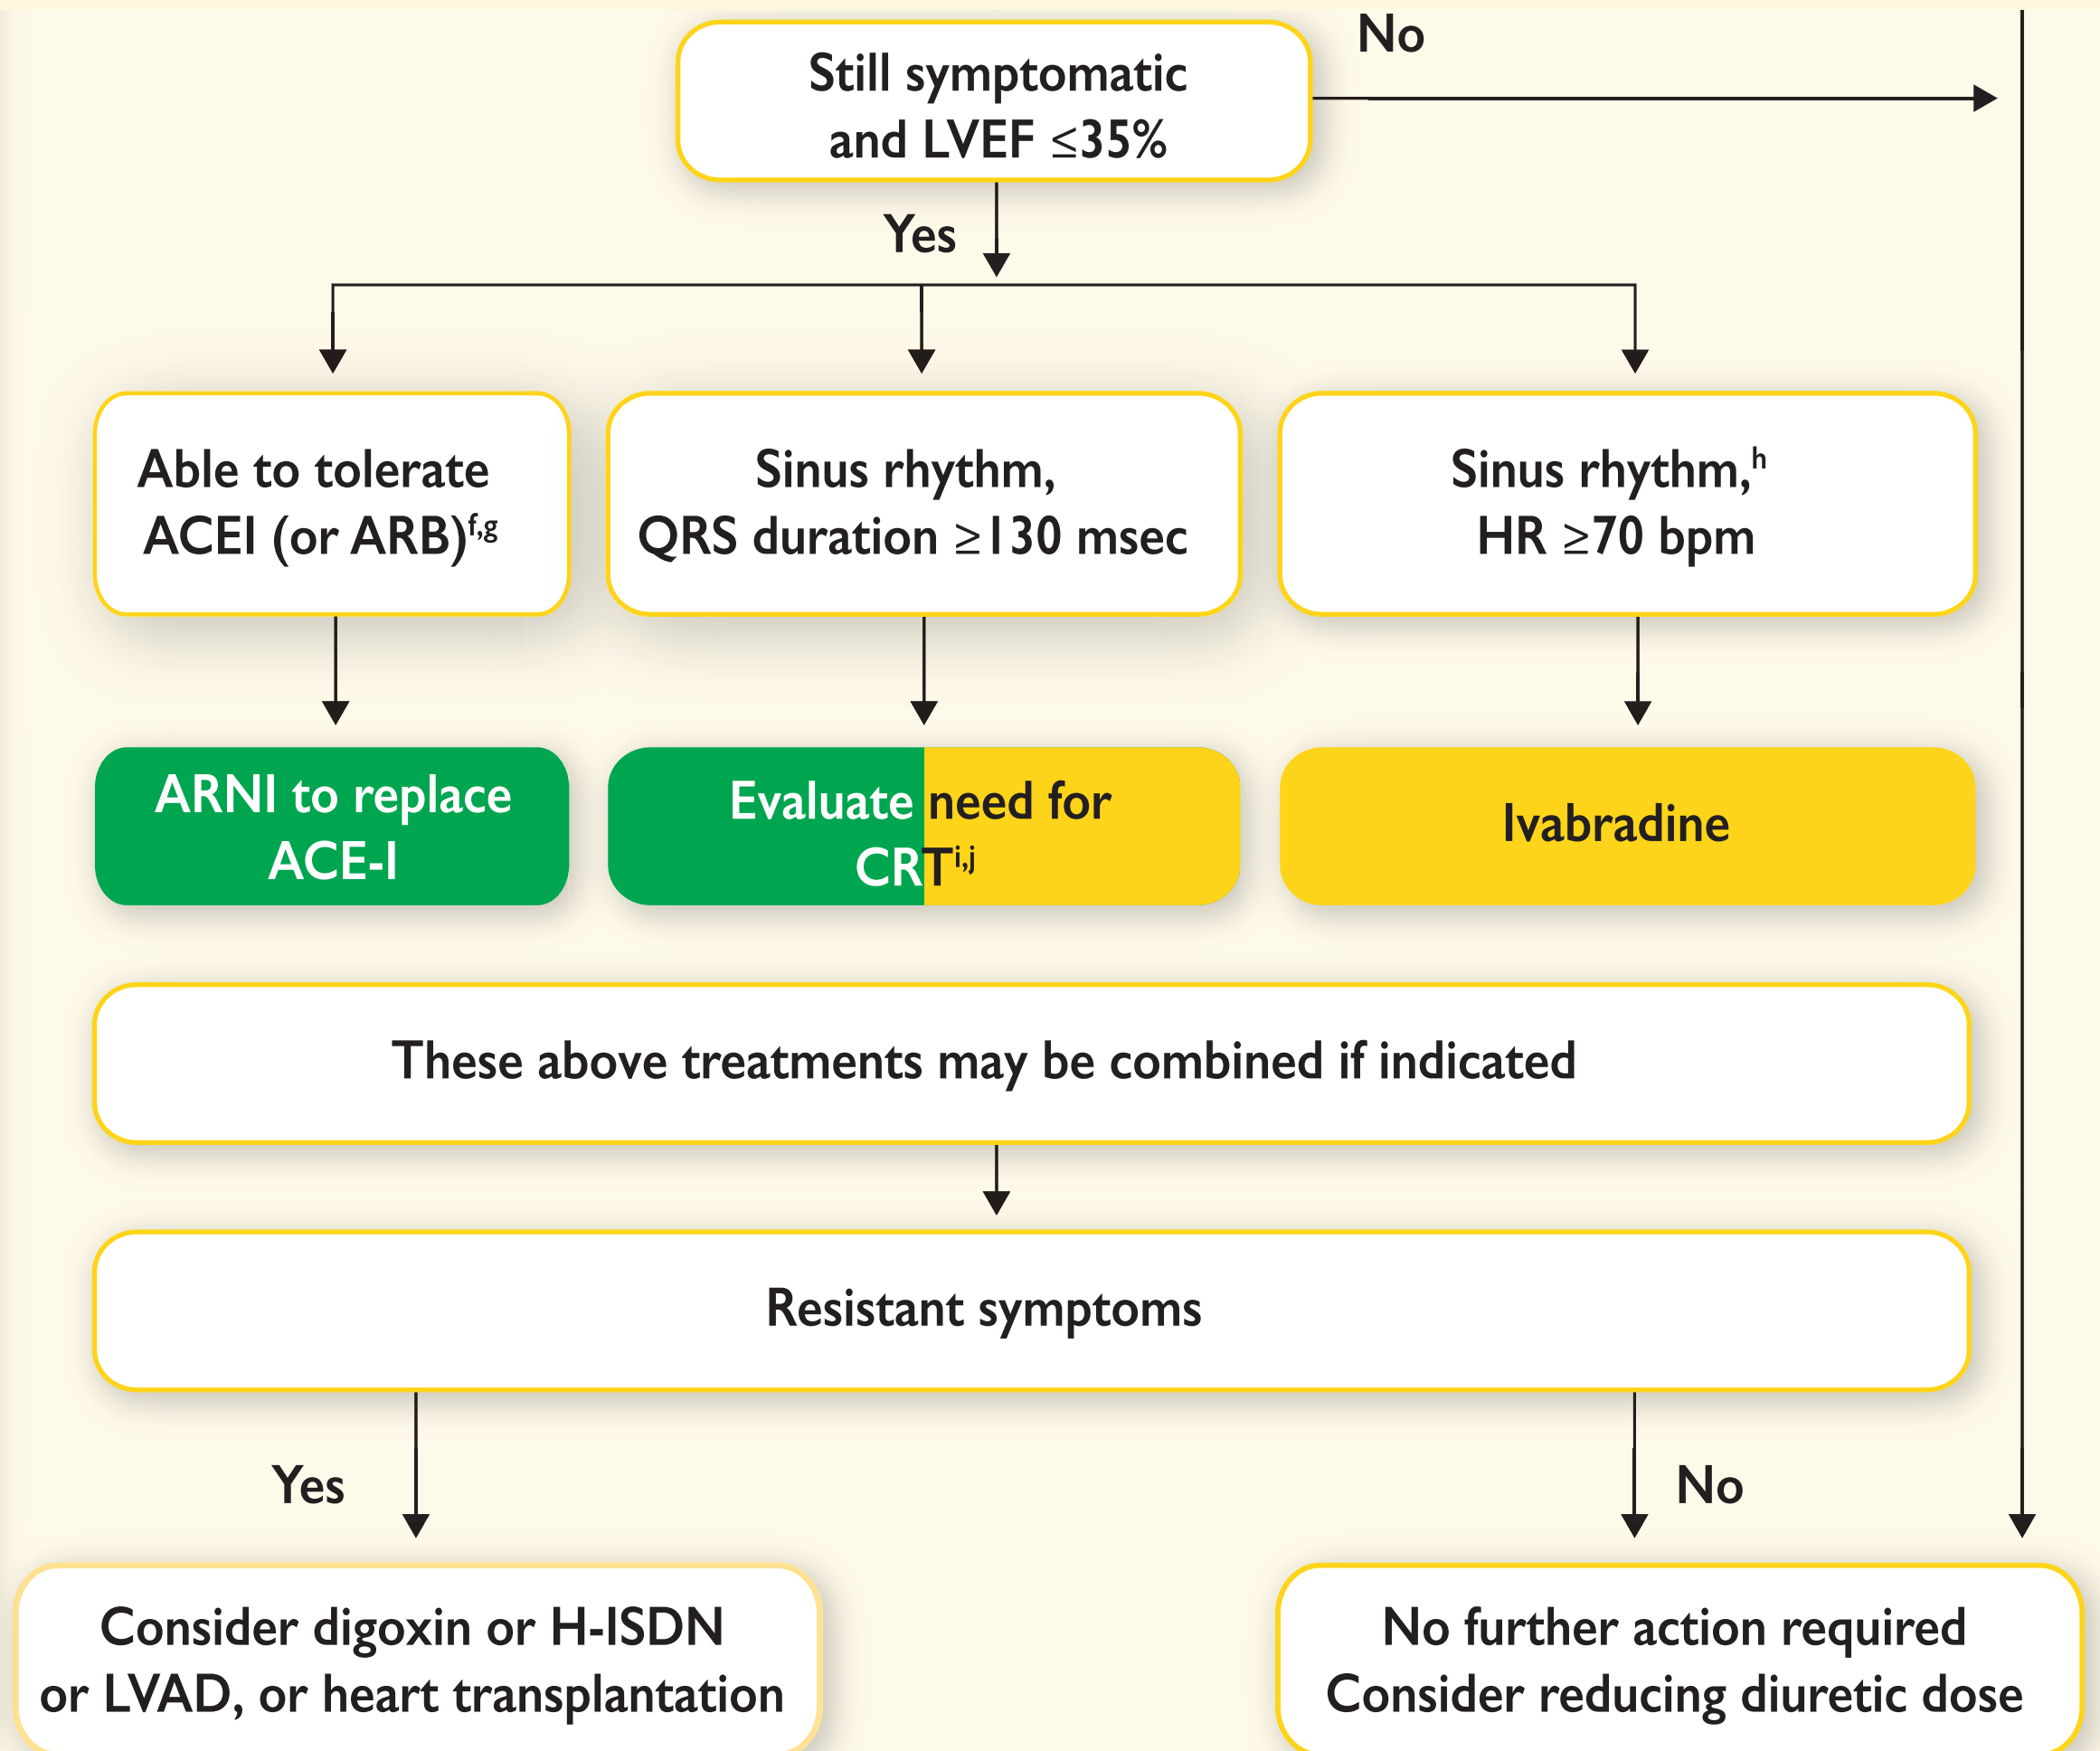 No
Still symptomatic
and LVEF ≤35%
Yes
Able to tolerate
ACEI (or ARB)f,g
Sinus rhythm,
QRS duration ≥130 msec
Sinus rhythm,h
HR ≥70 bpm
ARNI to replace
ACE-I
Evaluate need for
CRTi,j
Ivabradine
These above treatments may be combined if indicated
Resistant symptoms
Yes
No
Consider digoxin or H-ISDN
or LVAD, or heart transplantation
No further action required
Consider reducing diuretic dose